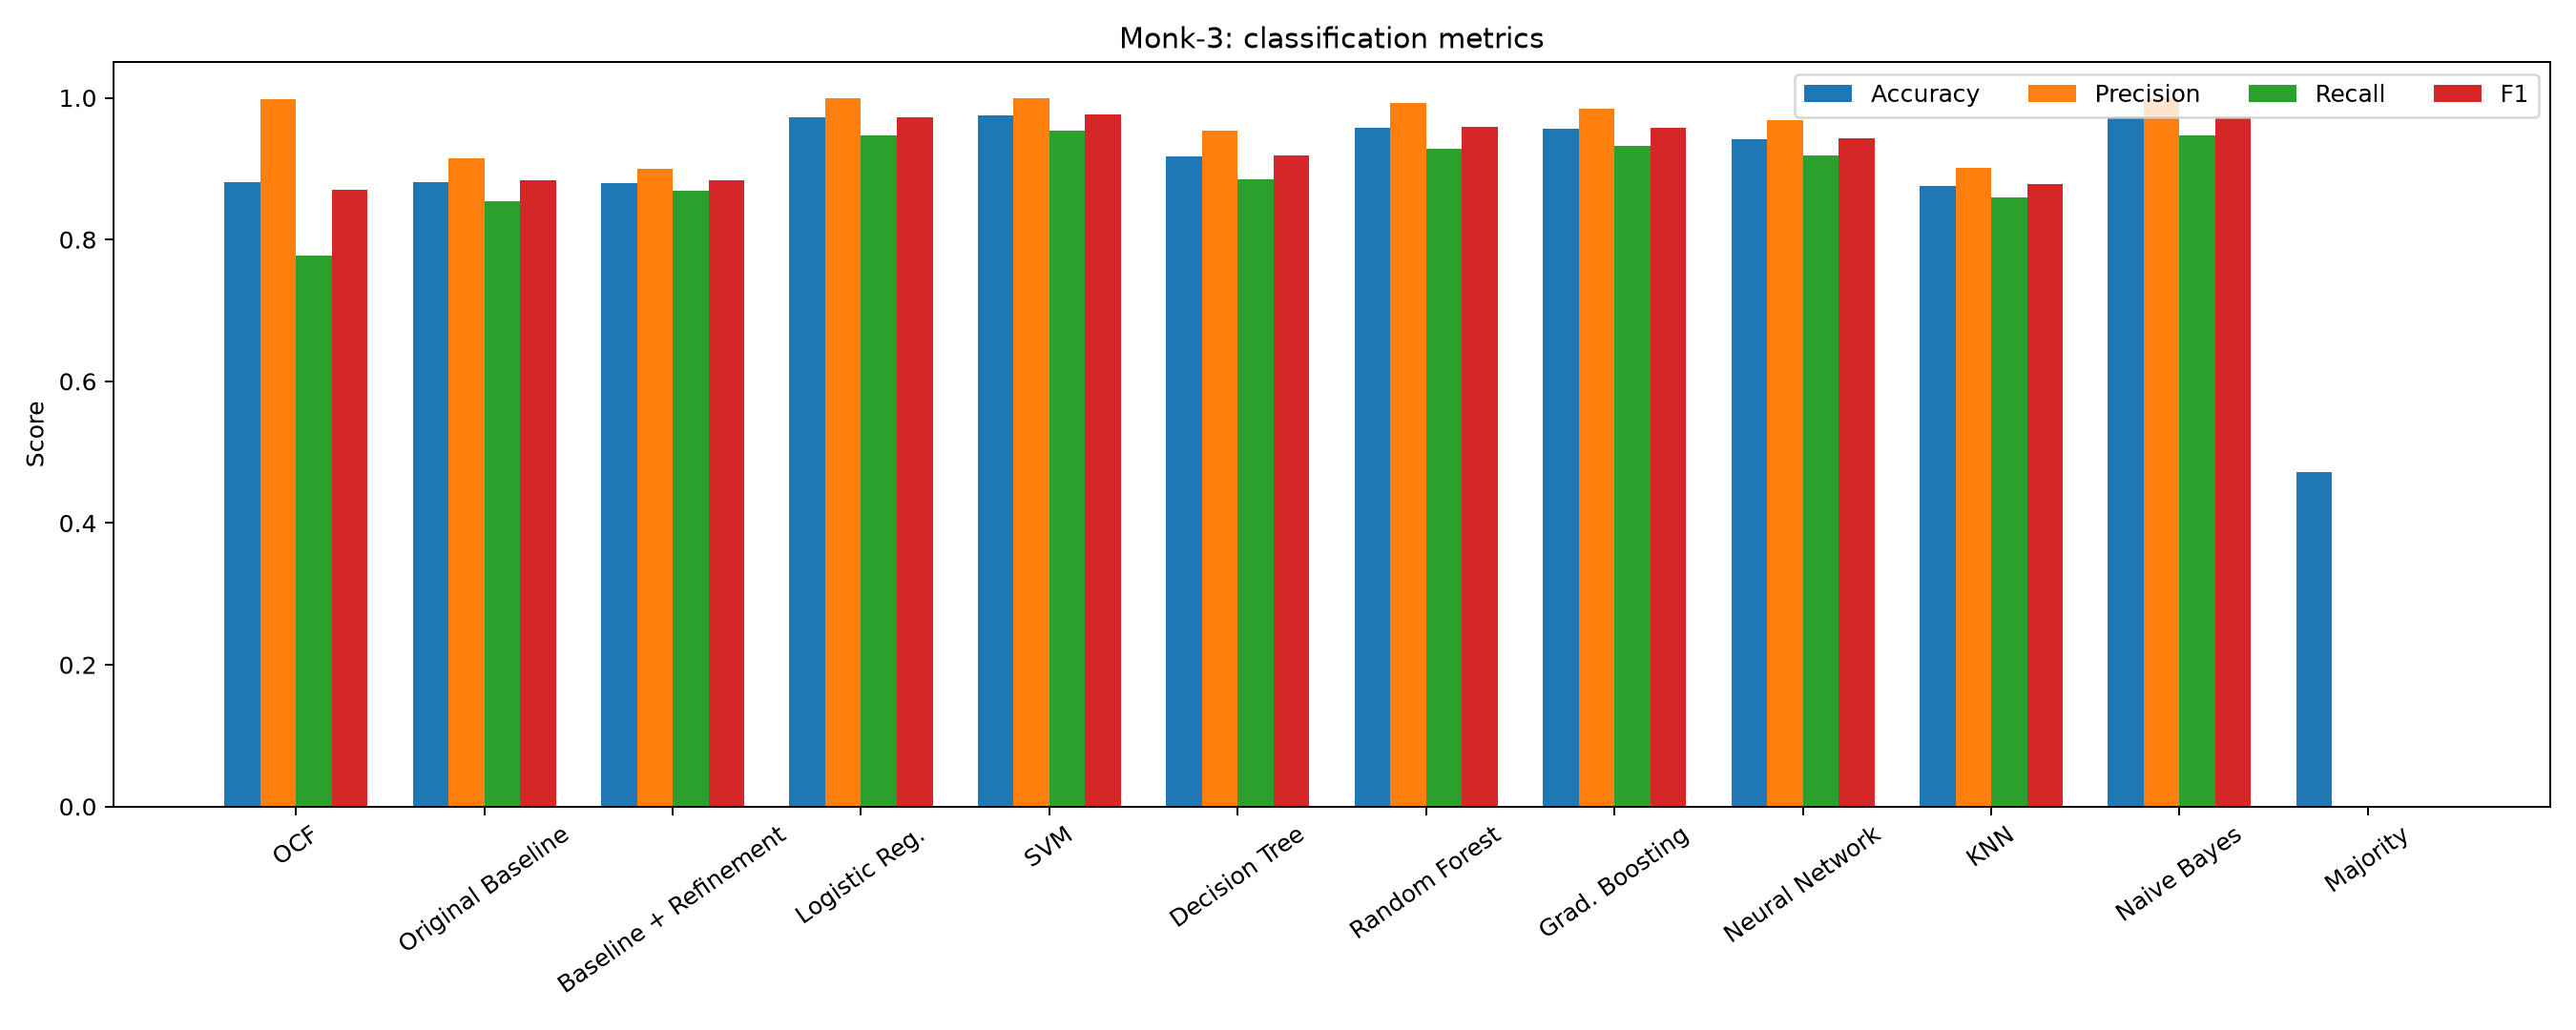 Monk-3: classification metrics
Accuracy Precision Recall F1
1.0
0.8
0.6
0.4
0.2
0.0
Score
OCF
Original Baseline
Baseline + Refinement
Logistic Reg.
SVM
Decision Tree
Random Forest
Grad. Boosting
Neural Network
KNN
Naive Bayes
Majority